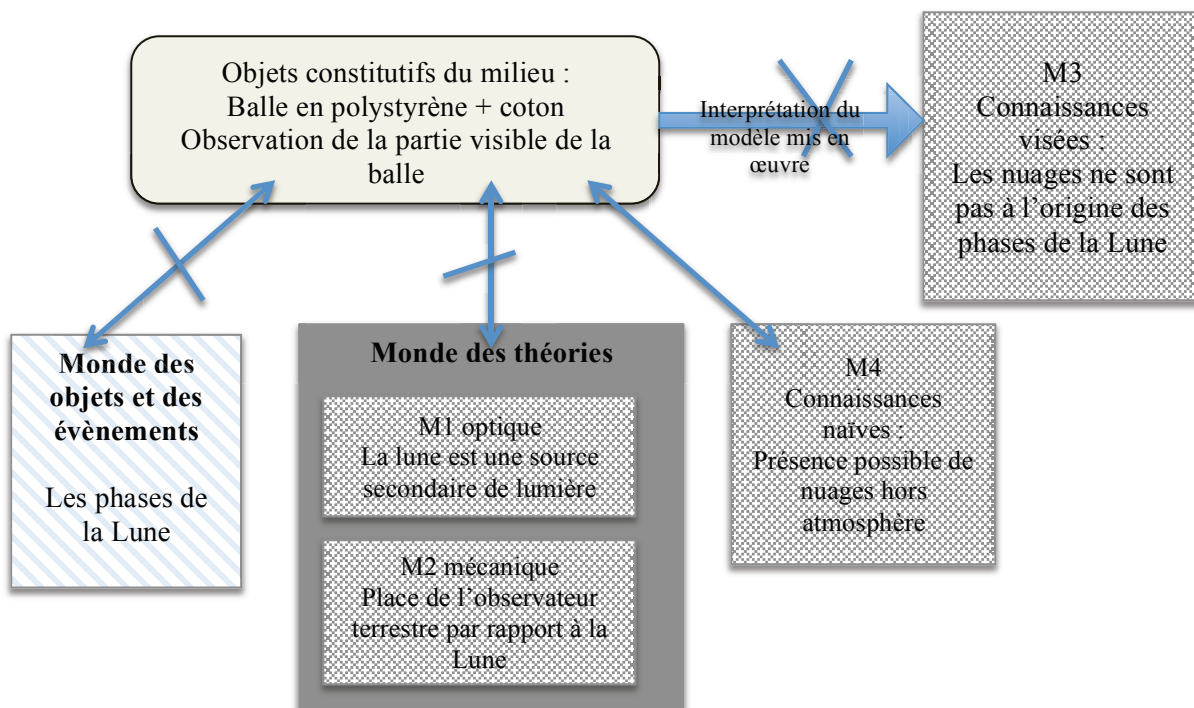 Objets constitutifs du milieu :
Balle en polystyrène + coton
Observation de la partie visible de la
balle
Interprétation du
modèle mis en
œuvre
M3
Connaissances
visées :
Les nuages ne sont
pas à l’origine des
phases de la Lune
Monde des
objets et des
évènements
Les phases de
la Lune
Monde des théories
M1 optique
La lune est une source
secondaire de lumière
M2 mécanique
Place de l’observateur
terrestre par rapport à la
Lune
M4
Connaissances
naïves :
Présence possible de
nuages hors
atmosphère